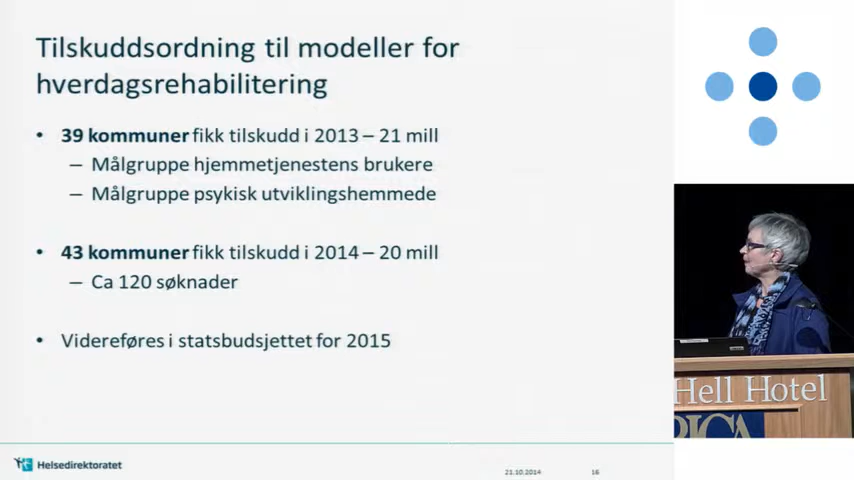 Tilskuddsordning til modeller for
hverdagsrehabilitering
• 39 kommuner fikk tilskudd i 2013 – 21 mill
– Målgruppe hjemmetjenestens brukere
– Målgruppe psykisk utviklingshemmede
• 43 kommuner fikk tilskudd i 2014 – 20 mill
– Ca 120 søknader
• Videreføres i statsbudsjettet for 2015
Hell Hotel
RICA
Helsedirektoratet
21.10.2014
16